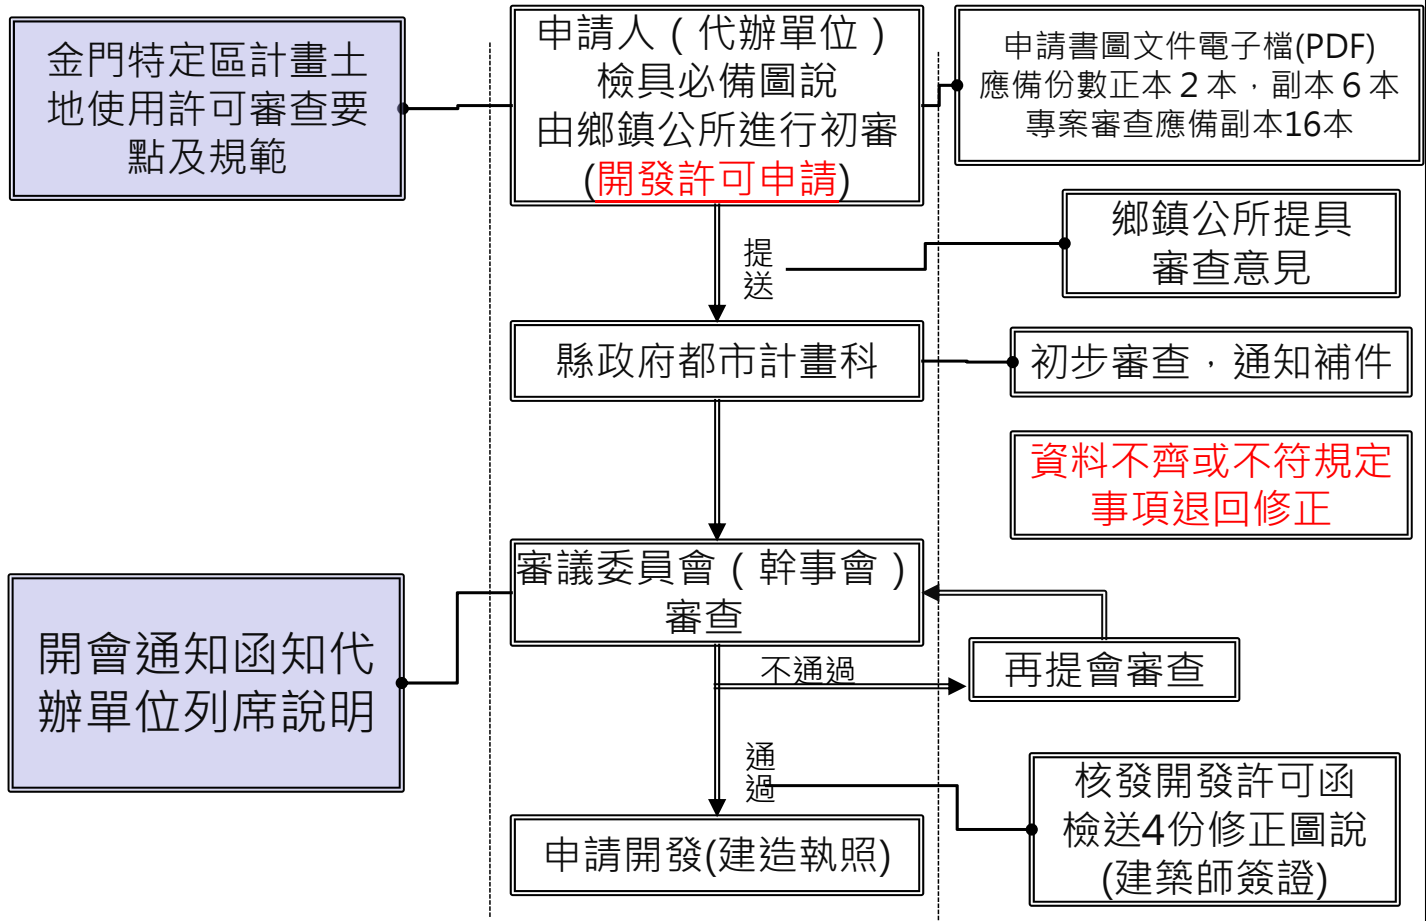 金門特定區計畫土
地使用許可審查要
點及規範
申請人（代辦單位）
檢具必備圖說
由鄉鎮公所進行初審
(開發許可申請)
申請書圖文件電子檔(PDF)
應備份數正本２本，副本６本
專案審查應備副本16本
提
送
鄉鎮公所提具
審查意見
縣政府都市計畫科
初步審查，通知補件
資料不齊或不符規定
事項退回修正
審議委員會（幹事會）
審查
開會通知函知代
辦單位列席說明
不通過
再提會審查
通
過
核發開發許可函
檢送4份修正圖說
(建築師簽證)
申請開發(建造執照)